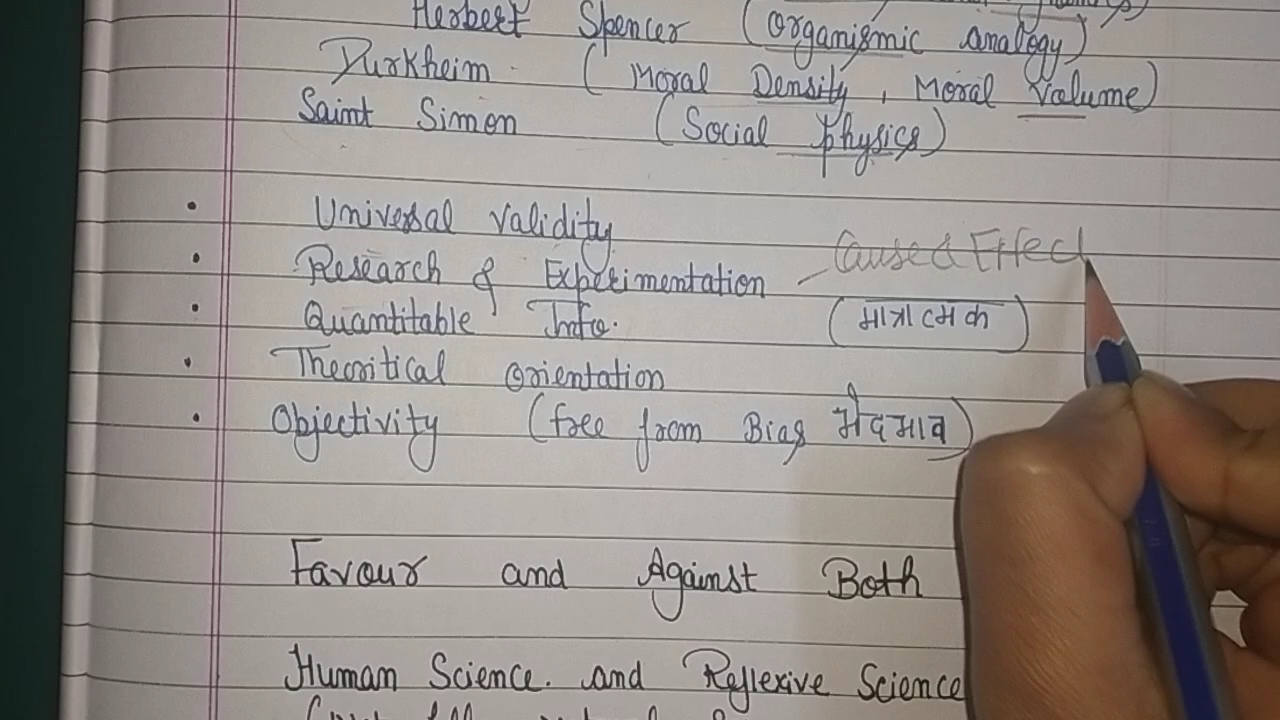 Herbert Spencer (Organismic analogy)
Durkheim (Moral Density, Moral Volume)
Saint Simon (Social Physics)
• Universal Validity
• Research & Experimentation – Cause & Effect
Quantitable Info. (मात्रात्मक)
• Theoritical Orientation
• Objectivity (free from Bias भेदभाव)
Favour and Against Both
Human Science. and Reflexive Science